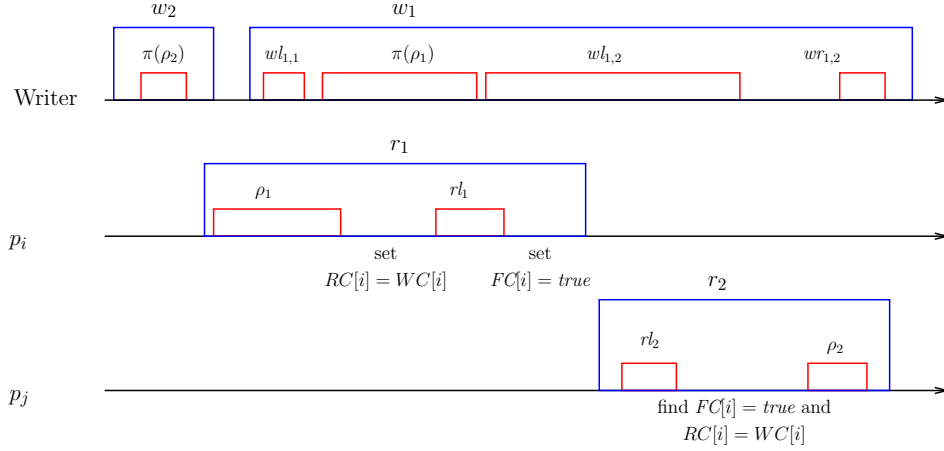 w₂ w₁
π(ρ₂) wl₁,₁ π(ρ₁) wl₁,₂ wr₁,₂
Writer
r₁
ρ₁ rl₁
pᵢ
set set
RC[i] = WC[i] FC[i] = true
r₂
rl₂ ρ₂
pⱼ
find FC[i] = true and
RC[i] = WC[i]